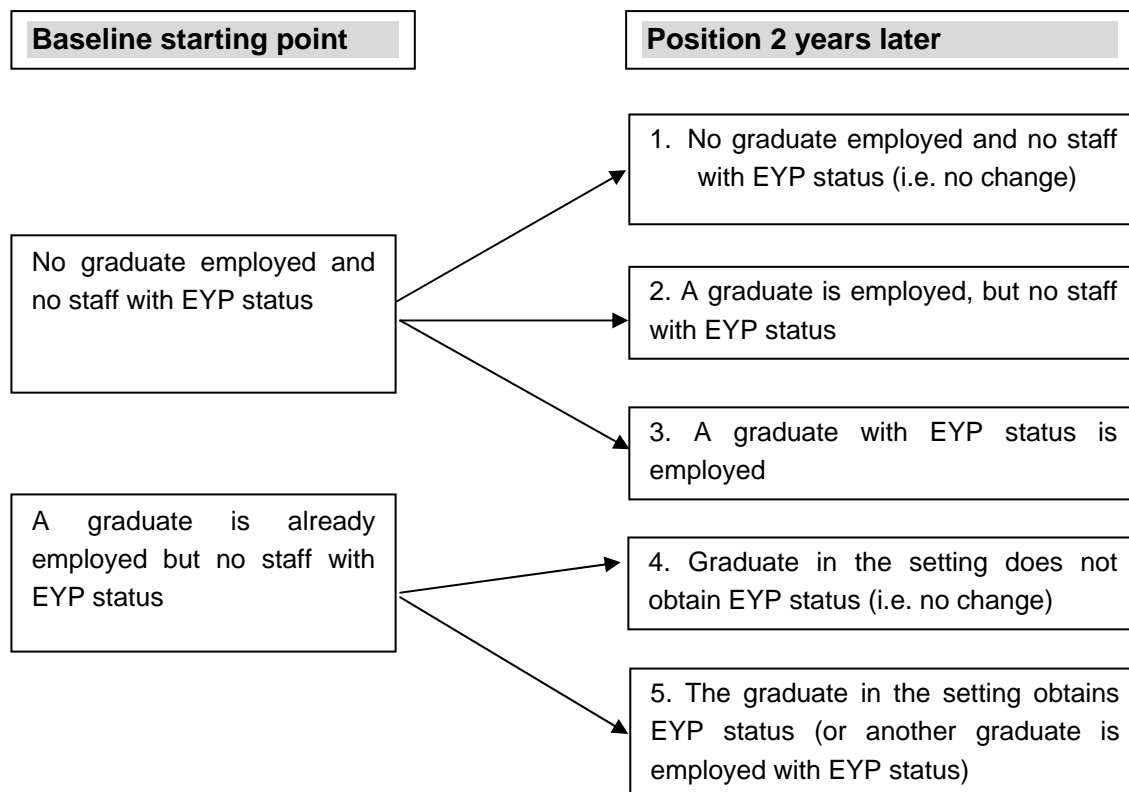 Baseline starting point
Position 2 years later
1. No graduate employed and no staff
with EYP status (i.e. no change)
No graduate employed and
no staff with EYP status
2. A graduate is employed, but no staff
with EYP status
3. A graduate with EYP status is
employed
A graduate is already
employed but no staff with
EYP status
4. Graduate in the setting does not
obtain EYP status (i.e. no change)
5. The graduate in the setting obtains
EYP status (or another graduate is
employed with EYP status)